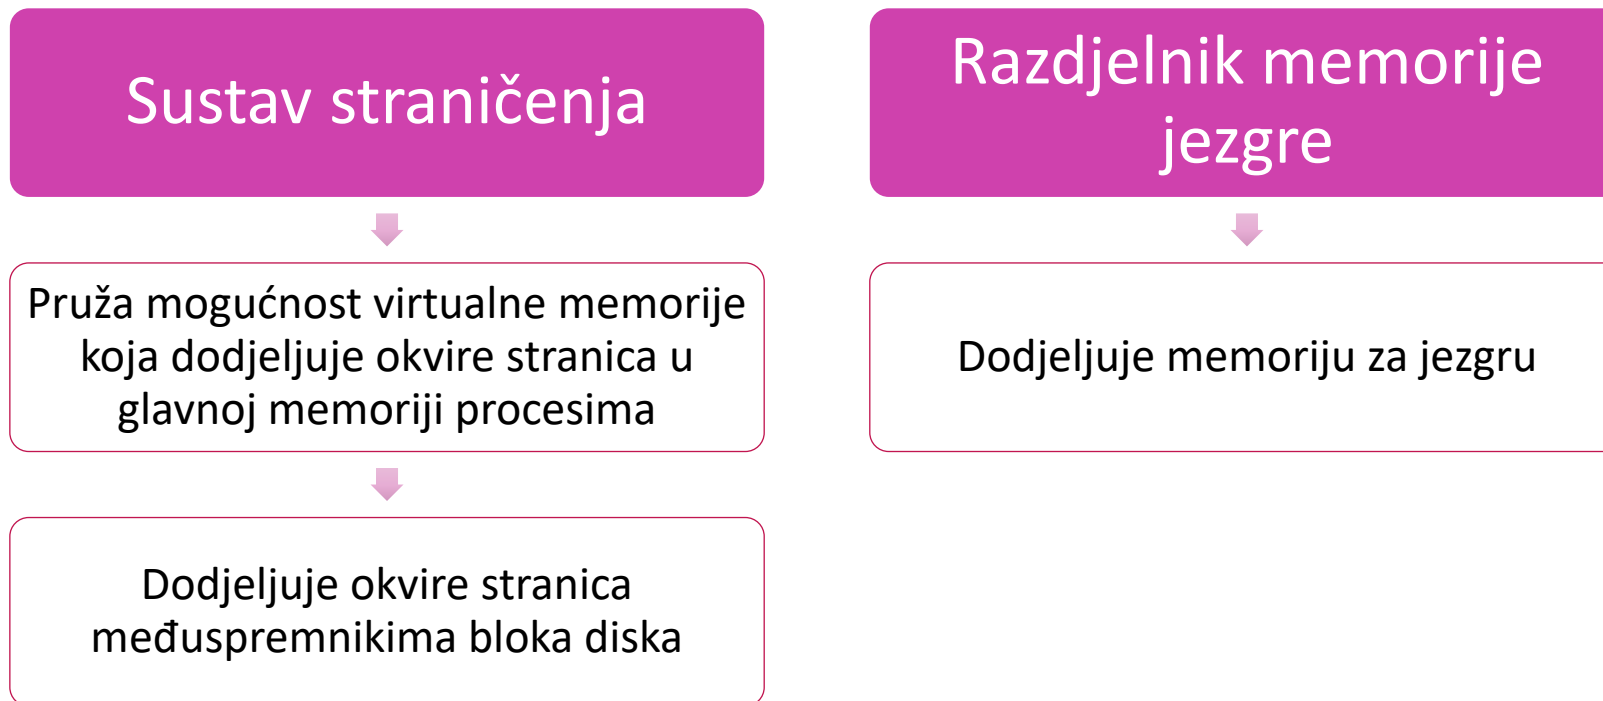 Sustav straničenja
Pruža mogućnost virtualne memorije
koja dodjeljuje okvire stranica u
glavnoj memoriji procesima
Dodjeljuje okvire stranica
međuspremnikima bloka diska
Razdjelnik memorije
jezgre
Dodjeljuje memoriju za jezgru